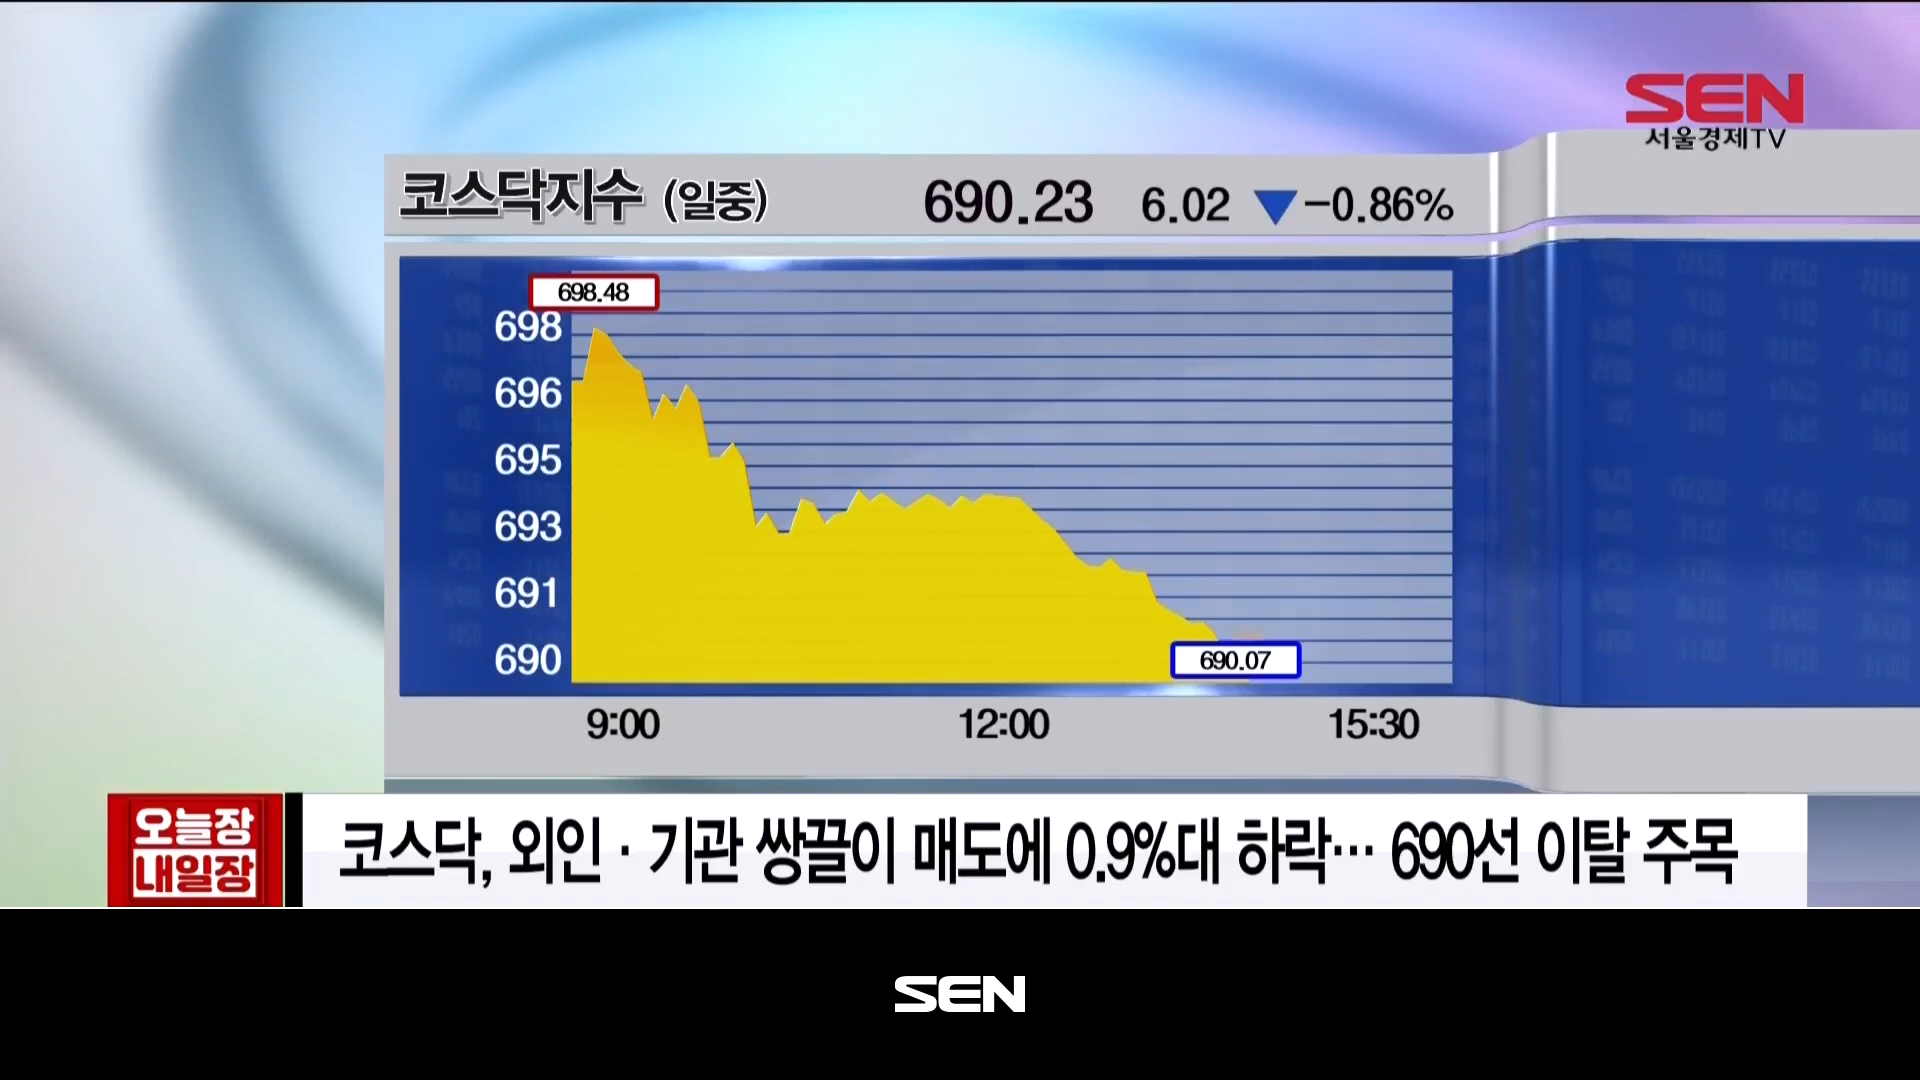 SEN
서울경제TV
코스닥지수 (일중) 690.23 6.02 ▼ -0.86%
698.48
698
696
695
693
691
690
690.07
9:00 12:00 15:30
오늘장
내일장
코스닥, 외인·기관 쌍끌이 매도에 0.9%대 하락… 690선 이탈 주목
SEN